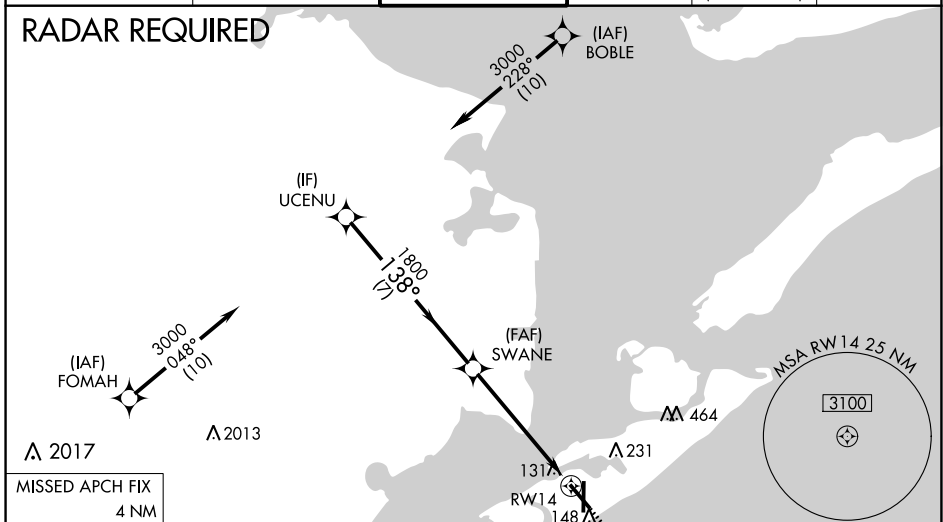 RADAR REQUIRED
(IAF)
BOBLE
3000
228°
(10)
(IF)
UCENU
1800
138°
(7)
(FAF)
SWANE
(IAF)
FOMAH
3000
048°
(10)
2017
2013
MSA RW14 25 NM
3100
464
231
131
RW14
148
MISSED APCH FIX
4 NM